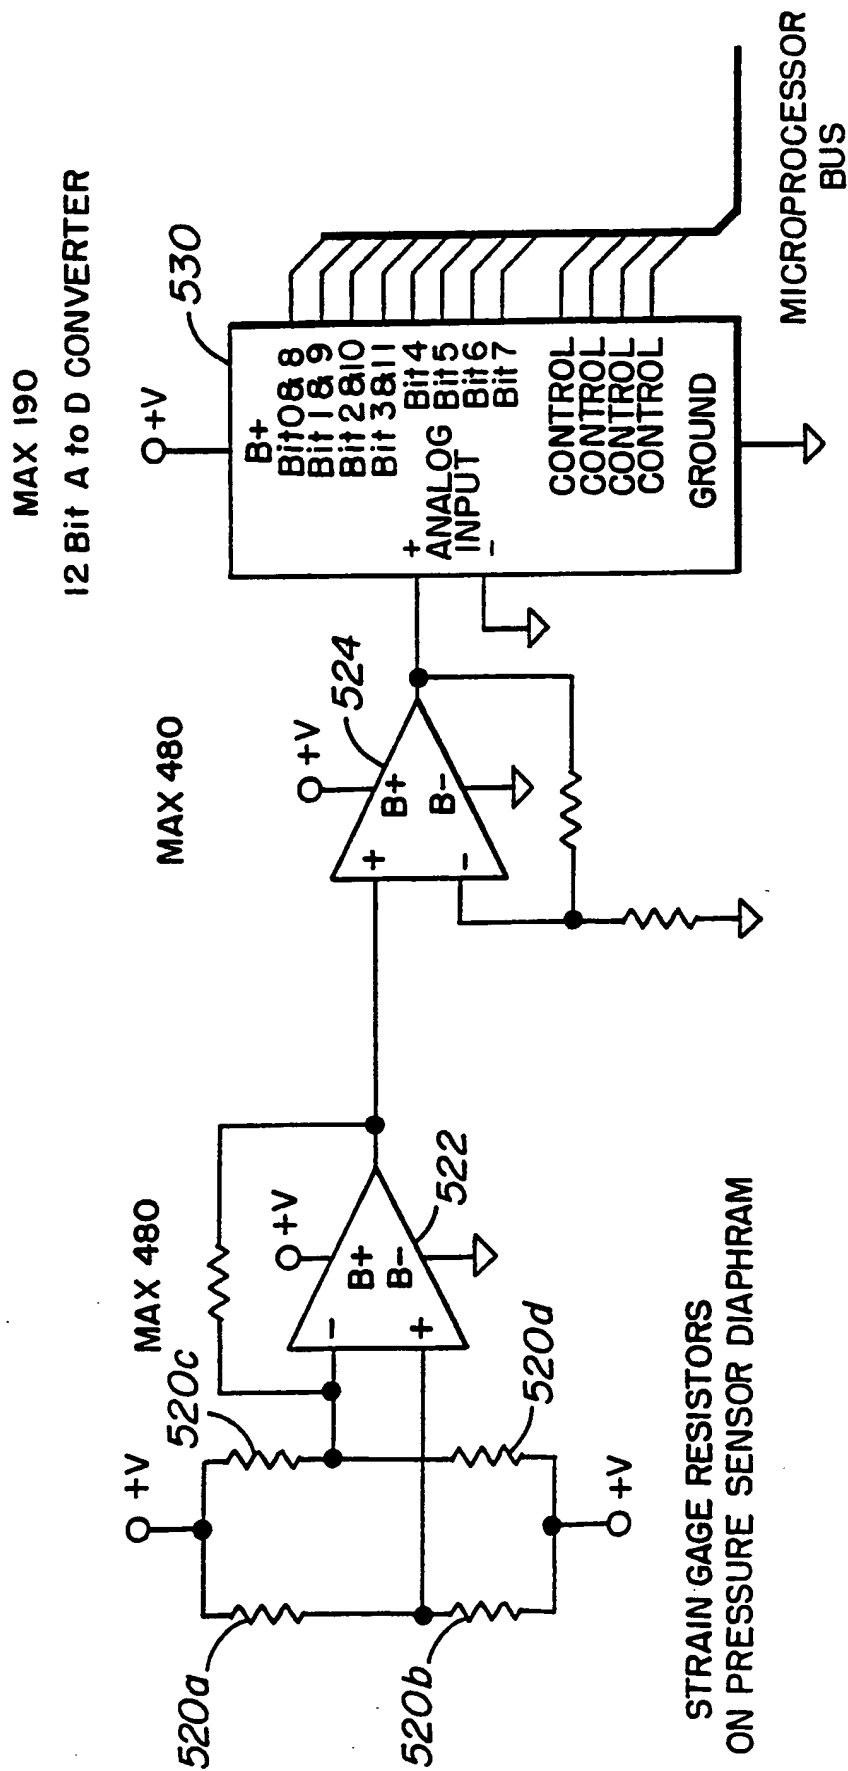 MAX 190
12 Bit A to D CONVERTER
530
+V
B+
Bit 0 & 8
Bit 1 & 9
Bit 2 & 10
Bit 3 & 11
Bit 4
Bit 5
Bit 6
Bit 7
+
ANALOG
INPUT
-
CONTROL
CONTROL
CONTROL
CONTROL
GROUND
MICROPROCESSOR
BUS
MAX 480
524
+V
B+
B-
+
-
MAX 480
522
+V
B+
B-
-
+
520c
520d
+V
+V
520a
520b
STRAIN GAGE RESISTORS
ON PRESSURE SENSOR DIAPHRAM